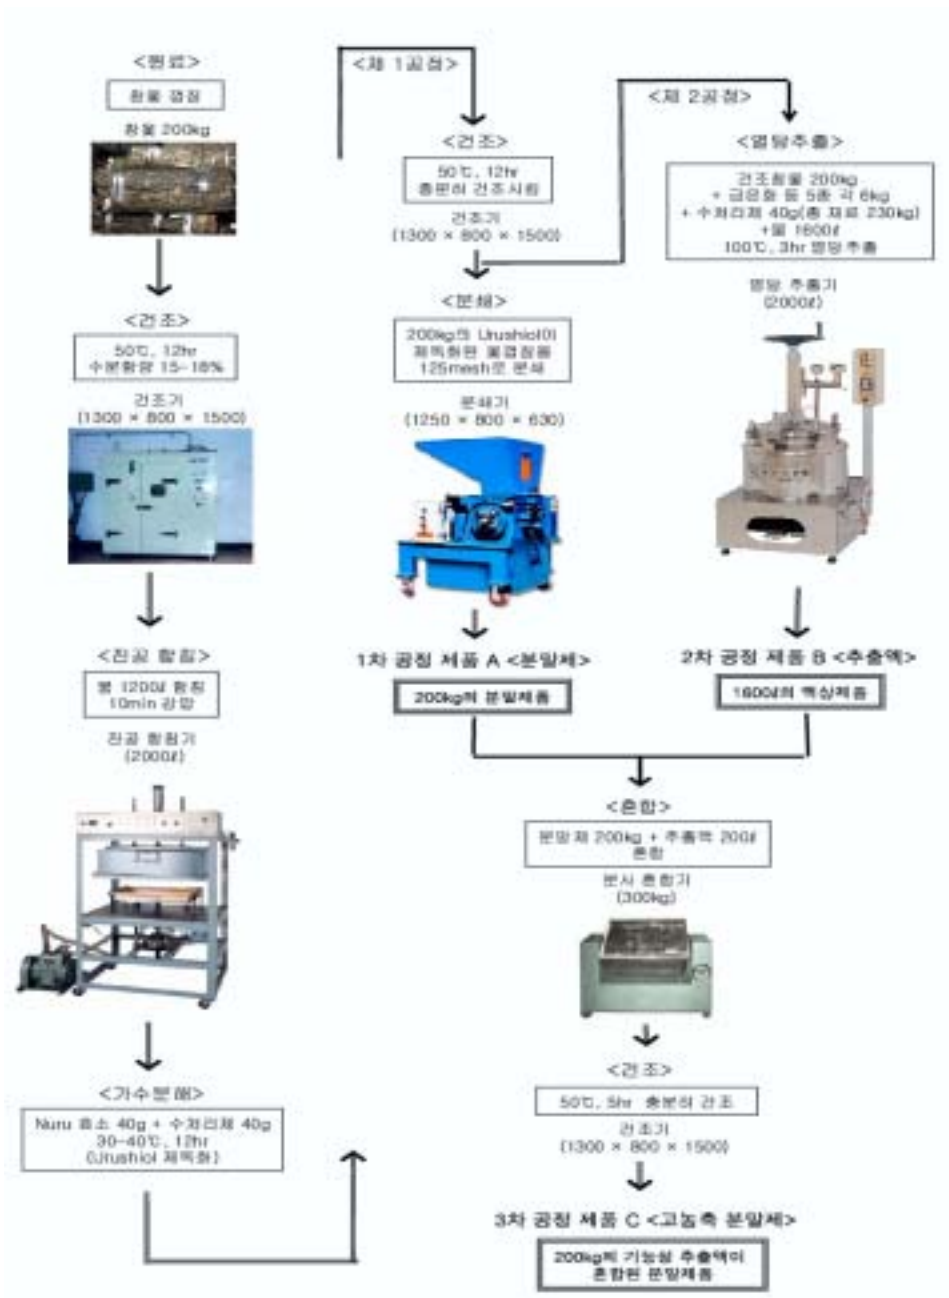 <원료>
참옻 껍질
참옻 200kg
<건조>
50℃, 12hr
수분함량 15-18%
건조기
(1300 × 800 × 1500)
<진공 함침>
물 1200ℓ 함침
10min 감압
진공 함침기
(2000ℓ)
<가수분해>
Nuru 효소 40g + 수처리제 40g
30-40℃, 12hr
(Urushiol 제독화)
<제 1공정>
<건조>
50℃, 12hr
충분히 건조시킴
건조기
(1300 × 800 × 1500)
<분쇄>
200kg의 Urushiol이
제독화된 옻껍질을
125mesh로 분쇄
분쇄기
(1250 × 800 × 630)
1차 공정 제품 A <분말제>
200kg의 분말제품
<제 2공정>
<열탕추출>
건조참옻 200kg
+ 금은화 등 5종 각 6kg
+ 수처리제 40g(총 재료 230kg)
+물 1600ℓ
100℃, 3hr 열탕추출
열탕 추출기
(2000ℓ)
2차 공정 제품 B <추출액>
1600ℓ의 액상제품
<혼합>
분말제 200kg + 추출액 200ℓ
혼합
분사 혼합기
(300kg)
<건조>
50℃, 5hr 충분히 건조
건조기
(1300 × 800 × 1500)
3차 공정 제품 C <고농축 분말제>
200kg의 기능성 추출액이
혼합된 분말제품